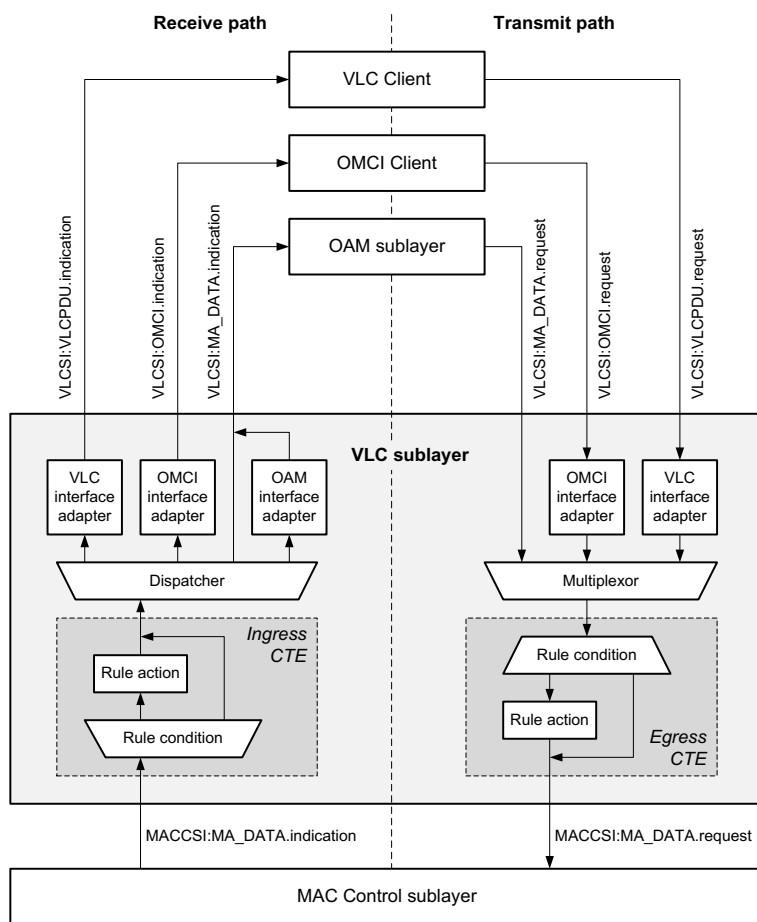 Receive path
Transmit path
VLC Client
OMCI Client
OAM sublayer
VLCSI:VLCPDU.indication
VLCSI:OMCI.indication
VLCSI:MA_DATA.indication
VLCSI:MA_DATA.request
VLCSI:OMCI.request
VLCSI:VLCPDU.request
VLC sublayer
VLC
interface
adapter
OMCI
interface
adapter
OAM
interface
adapter
OMCI
interface
adapter
VLC
interface
adapter
Dispatcher
Multiplexor
Ingress
CTE
Rule action
Rule condition
Rule condition
Rule action
Egress
CTE
MACCSI:MA_DATA.indication
MACCSI:MA_DATA.request
MAC Control sublayer